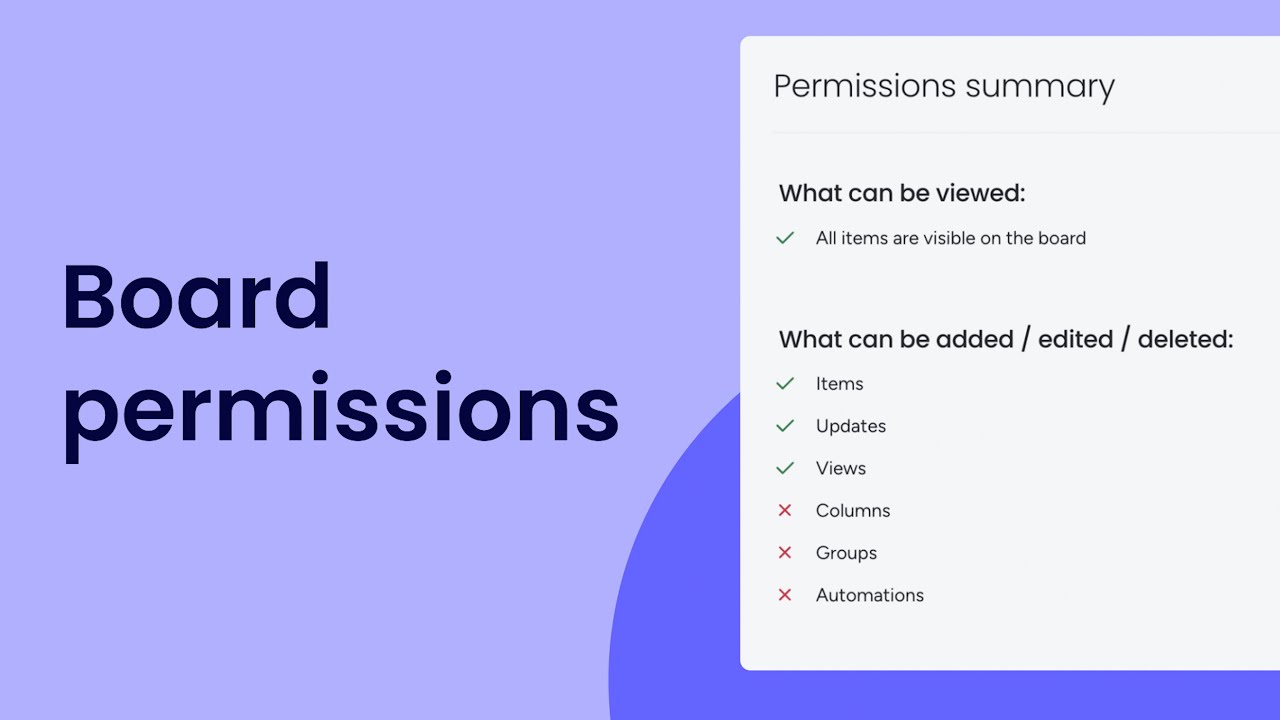 Board
permissions
Permissions summary
What can be viewed:
All items are visible on the board
What can be added / edited / deleted:
Items
Updates
Views
Columns
Groups
Automations